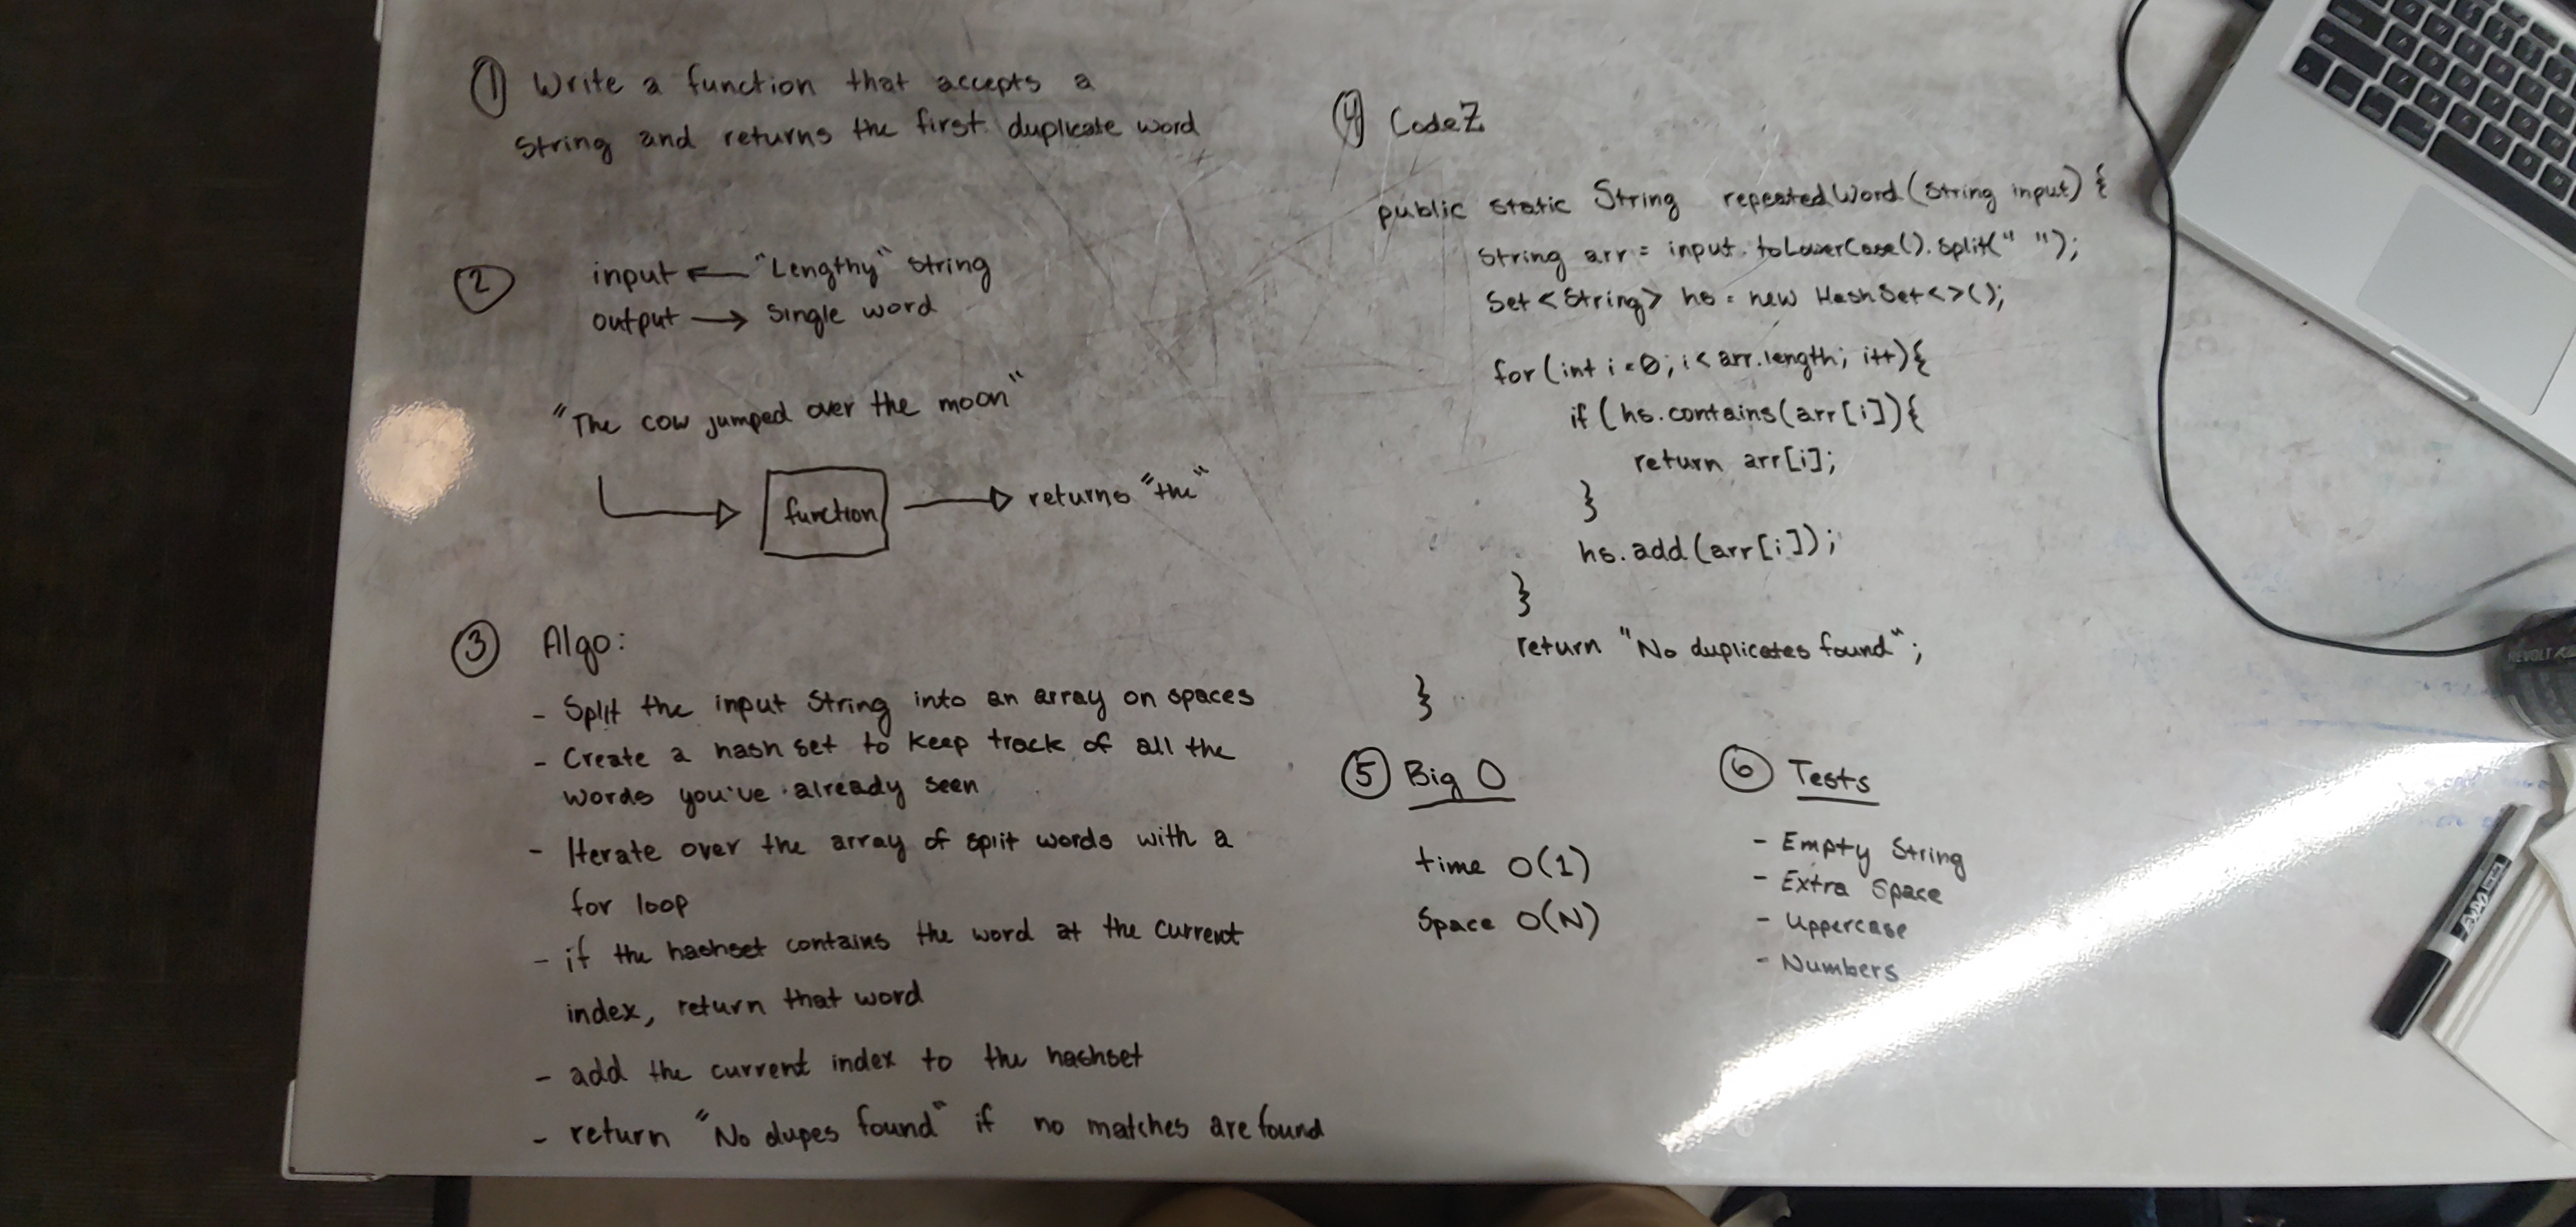 ① Write a function that accepts a
String and returns the first duplicate word
② input ← "Lengthy" string
output → single word
"The cow jumped over the moon"
function
returns "the"
③ Algo:
- Split the input String into an array on spaces
- Create a hash set to keep track of all the
words you've already seen
- Iterate over the array of split words with a
for loop
- if the hashset contains the word at the current
index, return that word
- add the current index to the hashset
- return "No dupes found" if no matches are found
④ CodeZ
public static String repeatedWord(String input) {
String arr = input.toLowerCase().split(" ");
Set<String> hs = new HashSet<>();
for(int i=0; i<arr.length; i++){
if (hs.contains(arr[i]){
return arr[i];
}
hs.add(arr[i]);
}
return "No duplicates found";
}
⑤ Big O
time O(1)
Space O(N)
⑥ Tests
- Empty String
- Extra Space
- Uppercase
- Numbers
EXPO